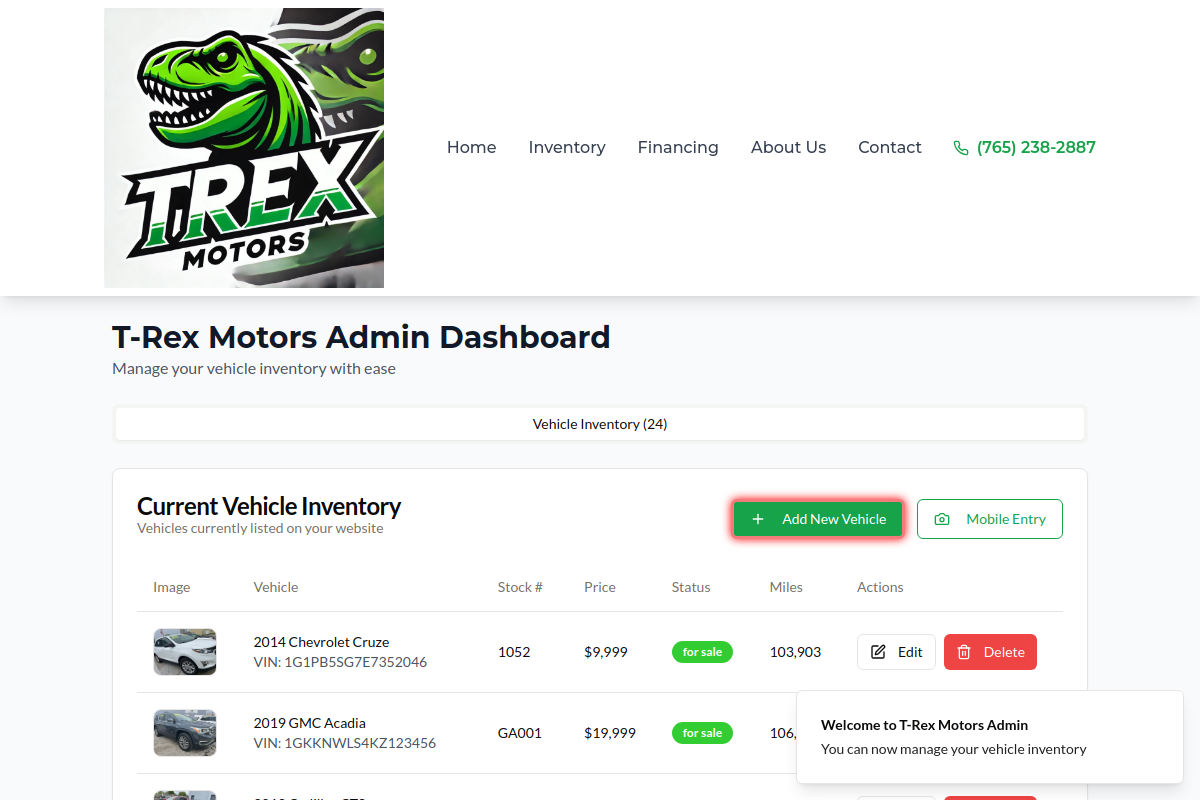 TREX
MOTORS
Home Inventory Financing About Us Contact (765) 238-2887
T-Rex Motors Admin Dashboard
Manage your vehicle inventory with ease
Vehicle Inventory (24)
Current Vehicle Inventory
Vehicles currently listed on your website
Add New Vehicle Mobile Entry
Image Vehicle Stock # Price Status Miles Actions
2014 Chevrolet Cruze
VIN: 1G1PB5SG7E7352046
1052 $9,999 for sale 103,903 Edit Delete
2019 GMC Acadia
VIN: 1GKKNWLS4KZ123456
GA001 $19,999 for sale 106,
Welcome to T-Rex Motors Admin
You can now manage your vehicle inventory